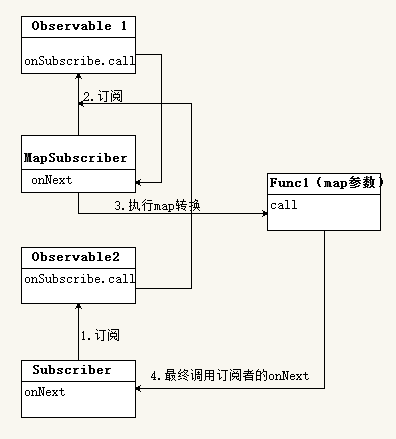 Observable 1
onSubscribe.call
2.订阅
MapSubscriber
onNext
Func1（map参数）
call
3.执行map转换
Observable2
onSubscribe.call
1.订阅
Subscriber
onNext
4.最终调用订阅者的onNext